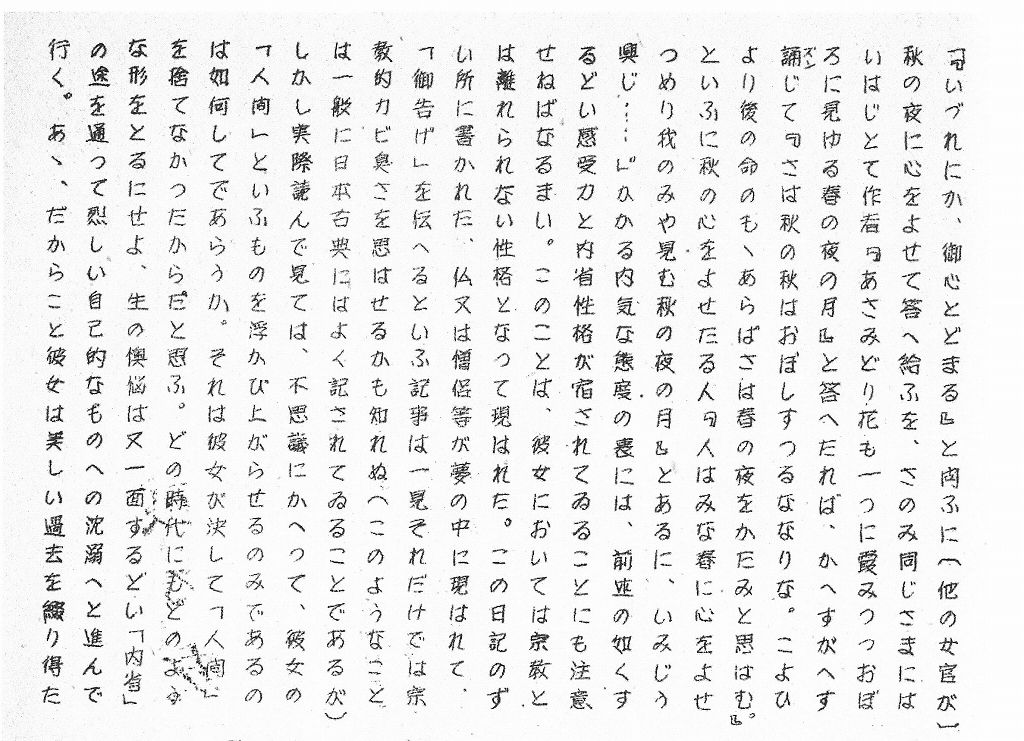 『いづれにか、御心とどまる』と問ふに(他の女官が)
秋の夜に心をよせて答へ給ふを、さのみ同じさまには
いはじとて作者『あさみどり花も一つに霞みつつおぼ
ろに見ゆる春の夜の月』と答へたれば、かへすがへす
誦じて『さは秋の秋はおぼしすつるななりな。こよひ
より後の命のもゝあらばさは春の夜をかたみと思はむ。』
といふに秋の心をよせたる人『人はみな春に心をよせ
つめり我のみや見む秋の夜の月』とあるに、いみじう
興じ……』かかる内気な態度の裏には、前述の如くす
るどい感受力と内省性格が宿されてゐることにも注意
せねばなるまい。このことは、彼女においては宗教と
は離れられない性格となって現はれた。この日記のず
い所に書かれた、仏又は僧侶等が夢の中に現はれて、
「御告げ」を伝へるといふ記事は一見それだけでは宗
教的カビ臭さを思はせるかも知れぬ(このようなこと
は一般に日本古典にはよく記されてゐることであるが)
しかし実際読んで見ては、不思議にかへって、彼女の
「人間」といふものを浮かび上がらせるのみであるの
は如何してであらうか。それは彼女が決して「人間」
を捨てなかつたからだと思ふ。どの時代にもどのよう
な形をとるにせよ、生の懊悩は又一面するどい「内省」
の途を通って烈しい自己的なものへの沈溺へと進んで
行く。あゝ、だからこと彼女は美しい過去を綴り得た